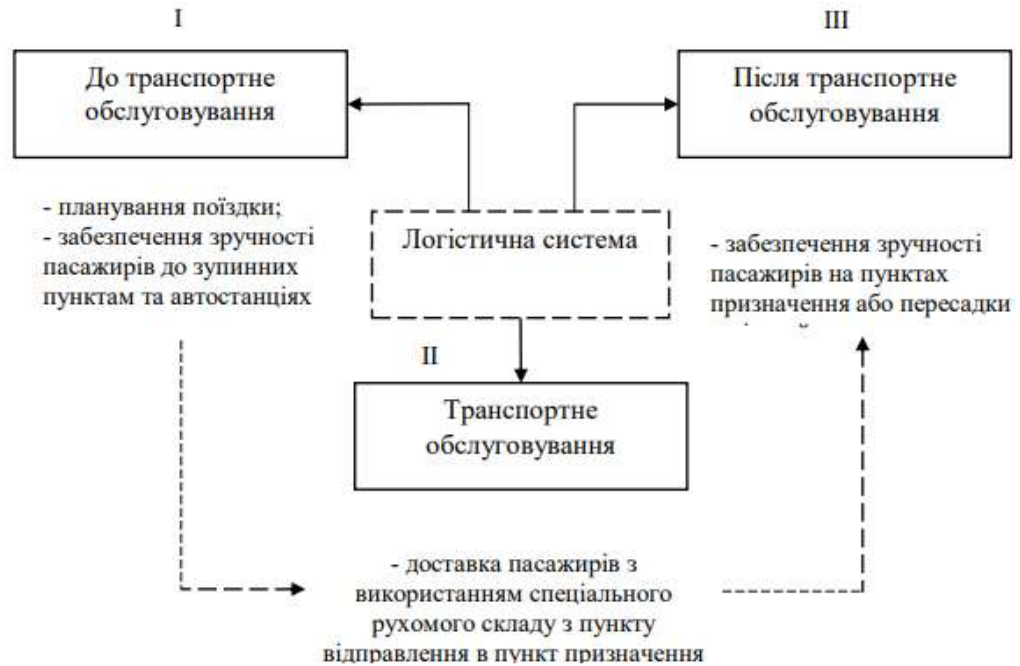 I
До транспортне
обслуговування
- планування поїздки;
- забезпечення зручності
пасажирів до зупинних
пунктам та автостанціях
Логістична система
III
Після транспортне
обслуговування
- забезпечення зручності
пасажирів на пунктах
призначення або пересадки
II
Транспортне
обслуговування
- доставка пасажирів з
використанням спеціального
рухомого складу з пункту
відправлення в пункт призначення